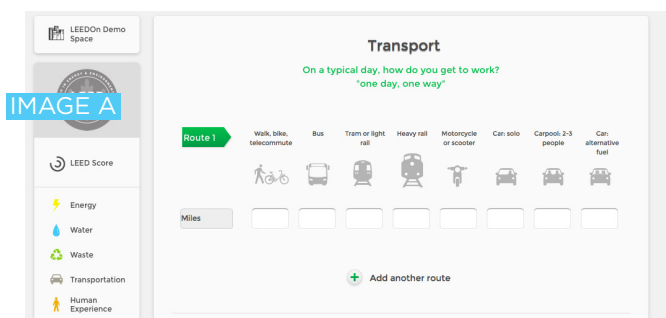 LEEDOn Demo
Space
IMAGE A
LEED Score
Energy
Water
Waste
Transportation
Human
Experience
Transport
On a typical day, how do you get to work?
"one day, one way"
Route 1
Walk, bike,
telecommute
Bus
Tram or light
rail
Heavy rail
Motorcycle
or scooter
Car: solo
Carpool: 2-3
people
Car:
alternative
fuel
Miles
+ Add another route